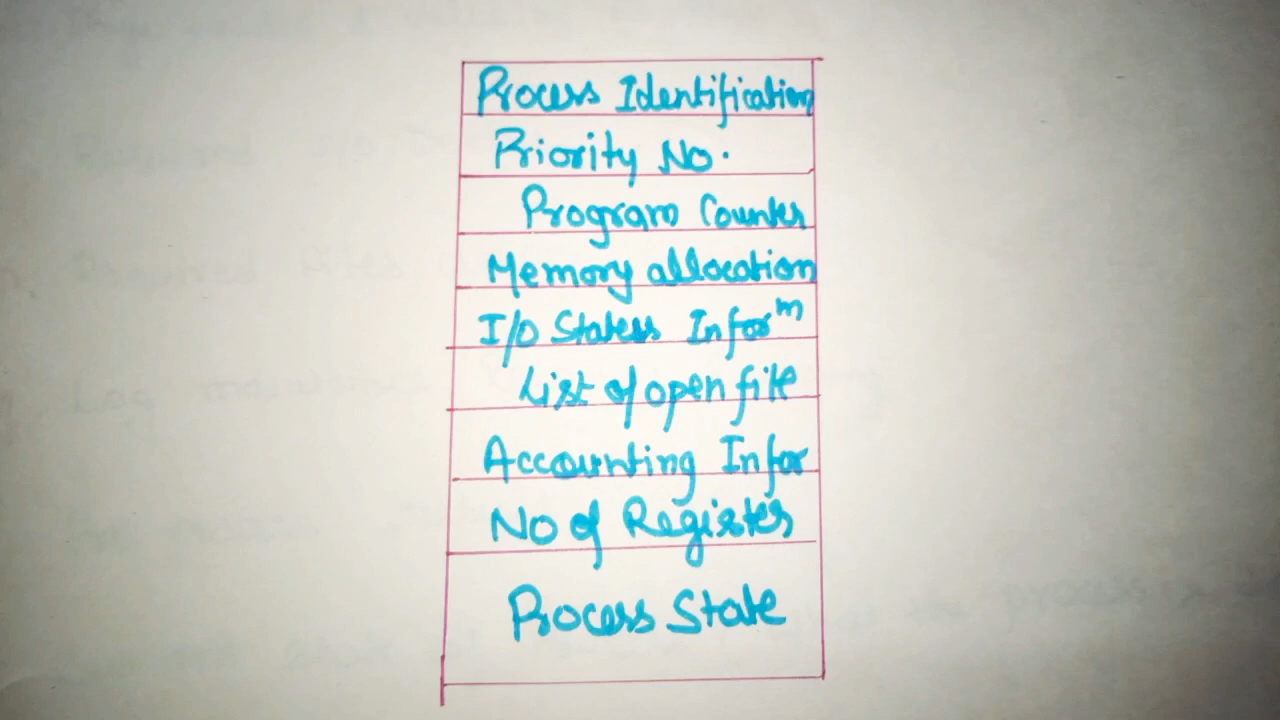 Process Identification
Priority No.
Program Counter
Memory allocation
I/O Status Inforᵐ
List of open file
Accounting Infor
No of Register
Process State